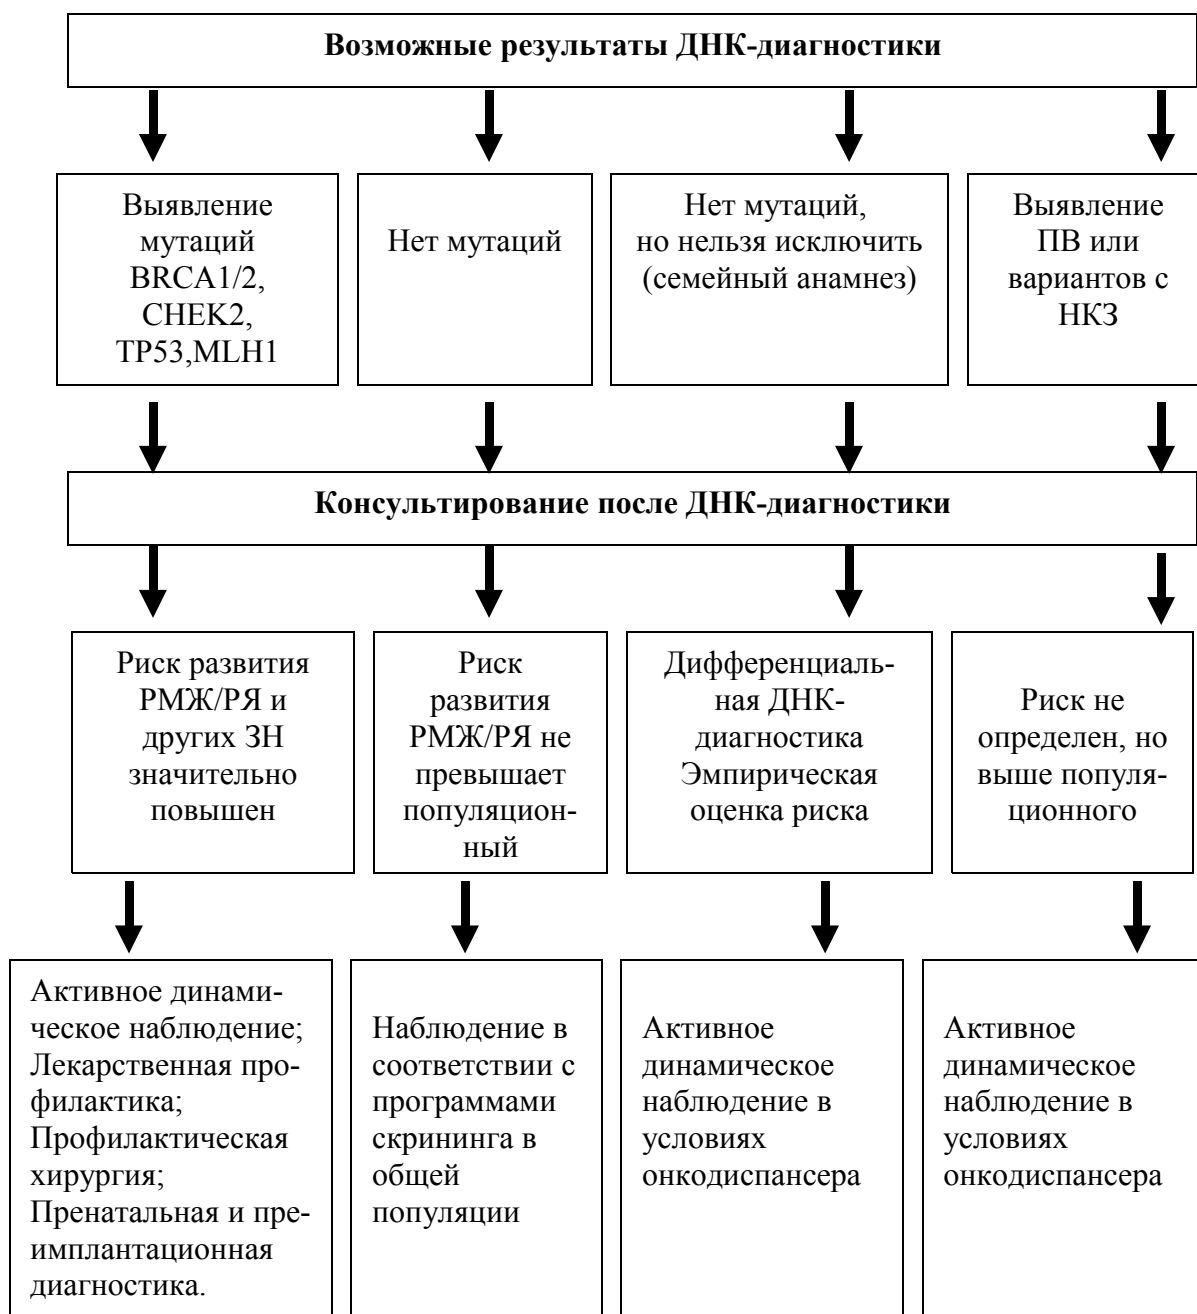 Возможные результаты ДНК-диагностики
Выявление
мутаций
BRCA1/2,
CHEK2,
TP53,MLH1
Нет мутаций
Нет мутаций,
но нельзя исключить
(семейный анамнез)
Выявление
ПВ или
вариантов с
НКЗ
Консультирование после ДНК-диагностики
Риск развития
РМЖ/РЯ и
других ЗН
значительно
повышен
Риск
развития
РМЖ/РЯ не
превышает
популяцион-
ный
Дифференциаль-
ная ДНК-
диагностика
Эмпирическая
оценка риска
Риск не
определен, но
выше популя-
ционного
Активное динами-
ческое наблюдение;
Лекарственная про-
филактика;
Профилактическая
хирургия;
Пренатальная и пре-
имплантационная
диагностика.
Наблюдение в
соответствии с
программами
скрининга в
общей
популяции
Активное
динамическое
наблюдение в
условиях
онкодиспансера
Активное
динамическое
наблюдение в
условиях
онкодиспансера